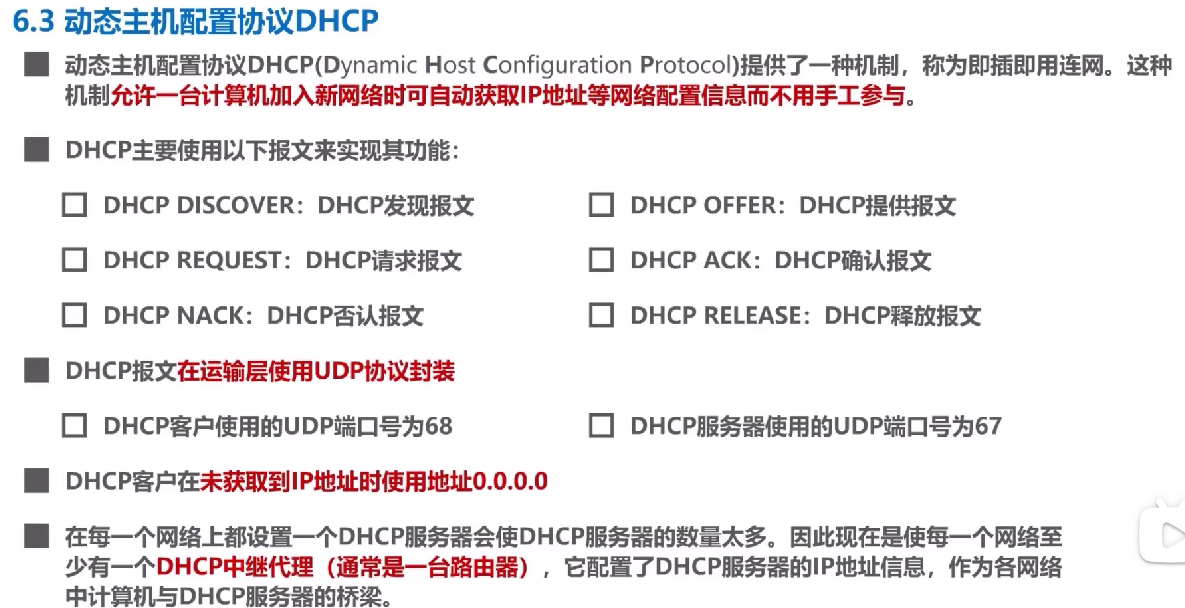 6.3 动态主机配置协议DHCP
动态主机配置协议DHCP(Dynamic Host Configuration Protocol)提供了一种机制，称为即插即用连网。这种
机制允许一台计算机加入新网络时可自动获取IP地址等网络配置信息而不用手工参与。
DHCP主要使用以下报文来实现其功能：
DHCP DISCOVER：DHCP发现报文
DHCP OFFER：DHCP提供报文
DHCP REQUEST：DHCP请求报文
DHCP ACK：DHCP确认报文
DHCP NACK：DHCP否认报文
DHCP RELEASE：DHCP释放报文
DHCP报文在运输层使用UDP协议封装
DHCP客户使用的UDP端口号为68
DHCP服务器使用的UDP端口号为67
DHCP客户在未获取到IP地址时使用地址0.0.0.0
在每一个网络上都设置一个DHCP服务器会使DHCP服务器的数量太多。因此现在是使每一个网络至
少有一个DHCP中继代理（通常是一台路由器），它配置了DHCP服务器的IP地址信息，作为各网络
中计算机与DHCP服务器的桥梁。